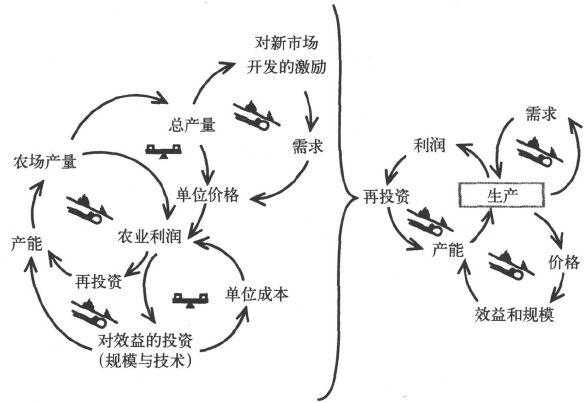 对新市场
开发的激励
总产量
需求
农场产量
单位价格
产能
农业利润
再投资
单位成本
对效益的投资
(规模与技术)
需求
利润
再投资
生产
产能
价格
效益和规模